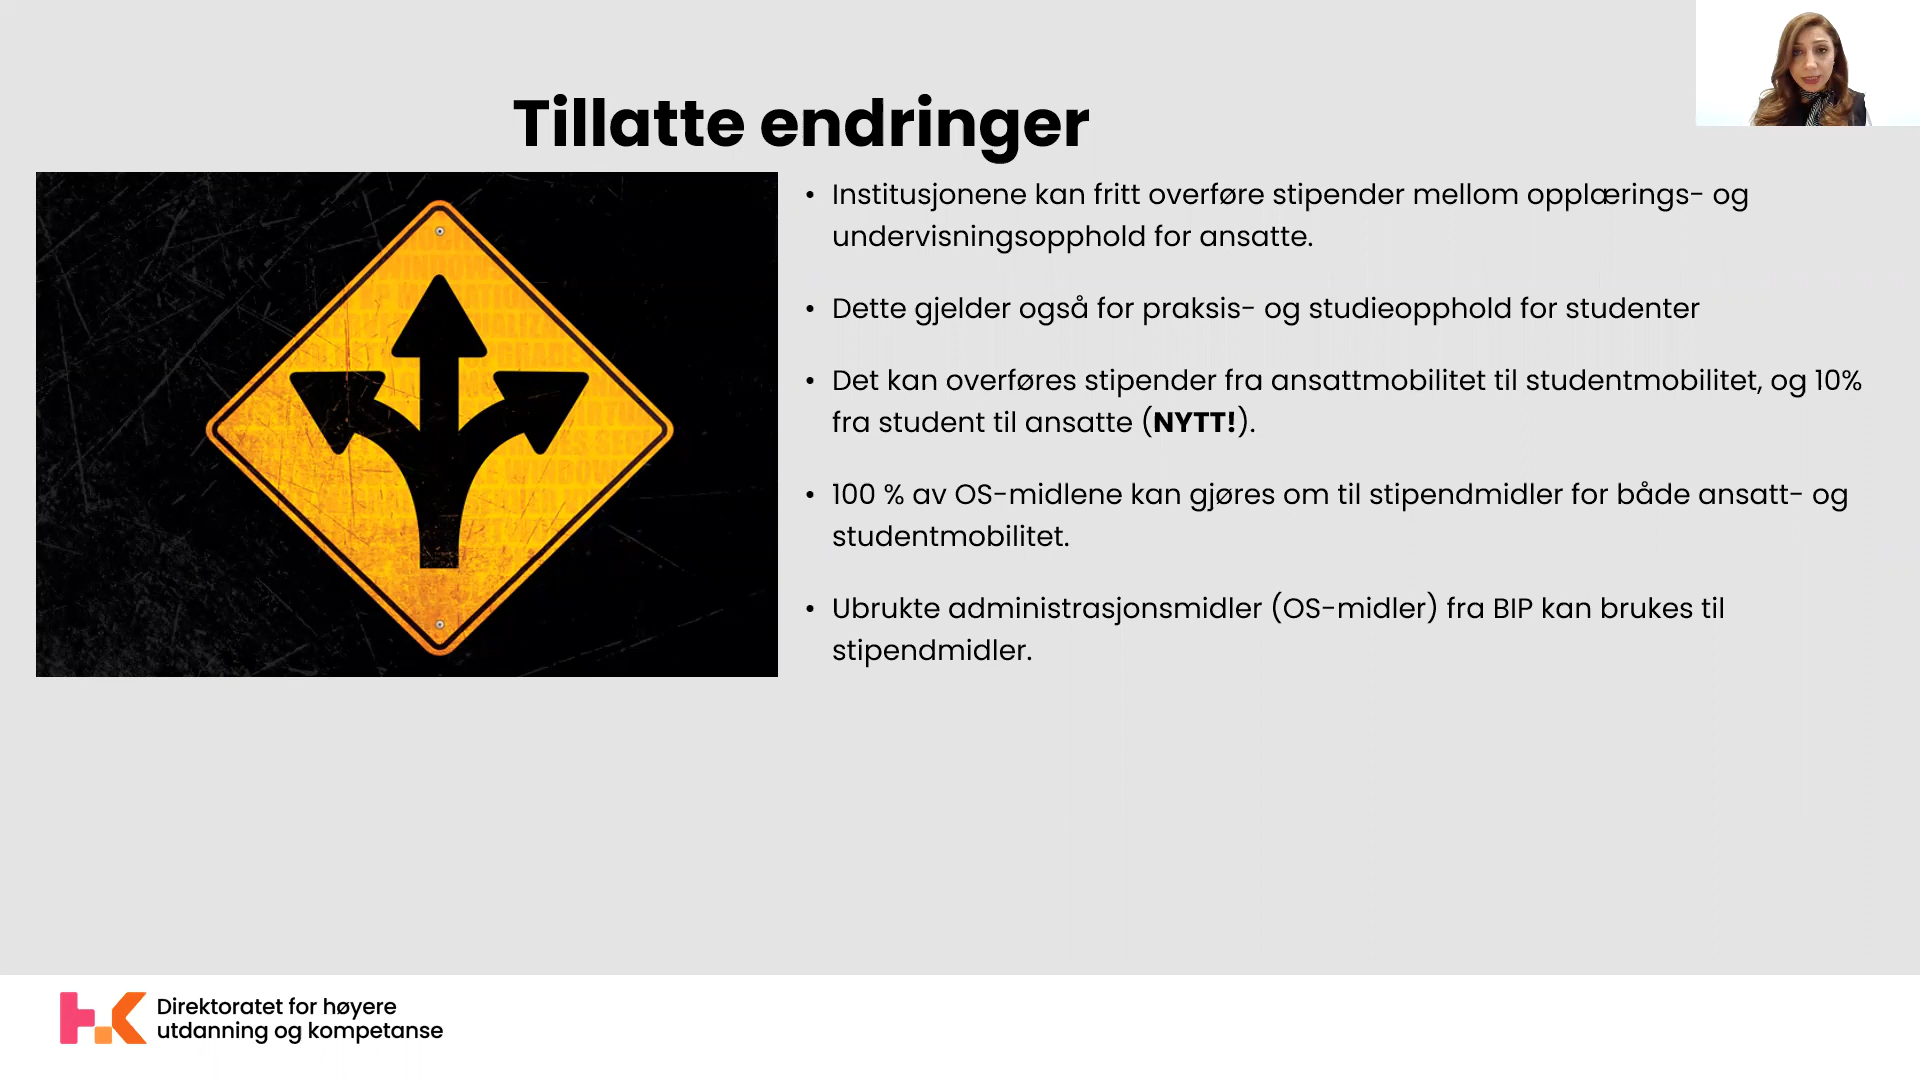 Tillatte endringer
• Institusjonene kan fritt overføre stipender mellom opplærings- og
undervisningsopphold for ansatte.
• Dette gjelder også for praksis- og studieopphold for studenter
• Det kan overføres stipender fra ansattmobilitet til studentmobilitet, og 10%
fra student til ansatte (NYTT!).
• 100 % av OS-midlene kan gjøres om til stipendmidler for både ansatt- og
studentmobilitet.
• Ubrukte administrasjonsmidler (OS-midler) fra BIP kan brukes til
stipendmidler.
Direktoratet for høyere
utdanning og kompetanse